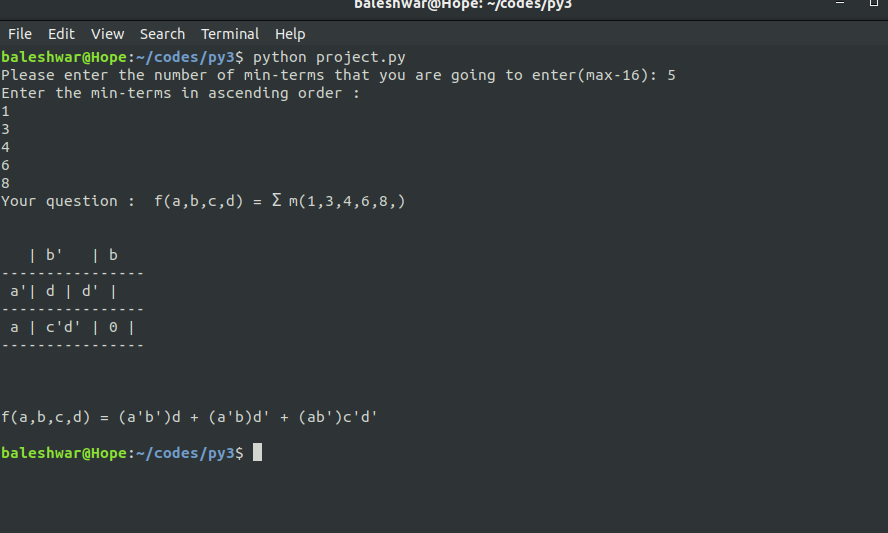 baleshwar@Hope: ~/codes/py3
File Edit View Search Terminal Help
baleshwar@Hope:~/codes/py3$ python project.py
Please enter the number of min-terms that you are going to enter(max-16): 5
Enter the min-terms in ascending order :
1
3
4
6
8
Your question :  f(a,b,c,d) = Σ m(1,3,4,6,8,)
   | b'   | b
----------------
 a'| d | d' |
----------------
 a | c'd' | 0 |
----------------
f(a,b,c,d) = (a'b')d + (a'b)d' + (ab')c'd'
baleshwar@Hope:~/codes/py3$